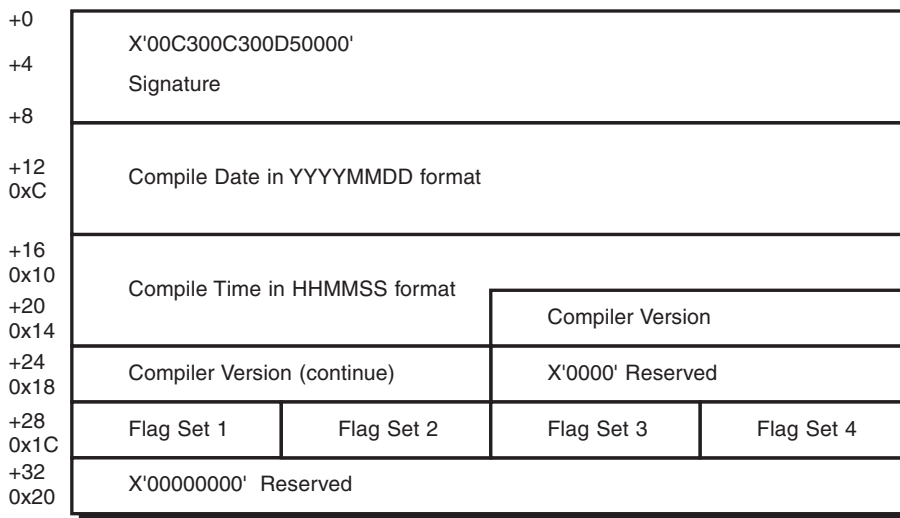 +0
X'00C300C300D50000'
+4
Signature
+8
+12
0xC
Compile Date in YYYYMMDD format
+16
0x10
Compile Time in HHMMSS format
+20
0x14
Compiler Version
+24
0x18
Compiler Version (continue)
X'0000' Reserved
+28
0x1C
Flag Set 1
Flag Set 2
Flag Set 3
Flag Set 4
+32
0x20
X'00000000' Reserved